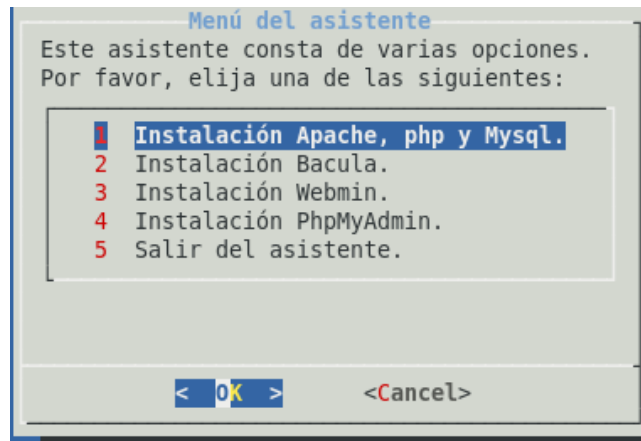 Menú del asistente
Este asistente consta de varias opciones.
Por favor, elija una de las siguientes:
1 Instalación Apache, php y Mysql.
2 Instalación Bacula.
3 Instalación Webmin.
4 Instalación PhpMyAdmin.
5 Salir del asistente.
< OK > <Cancel>